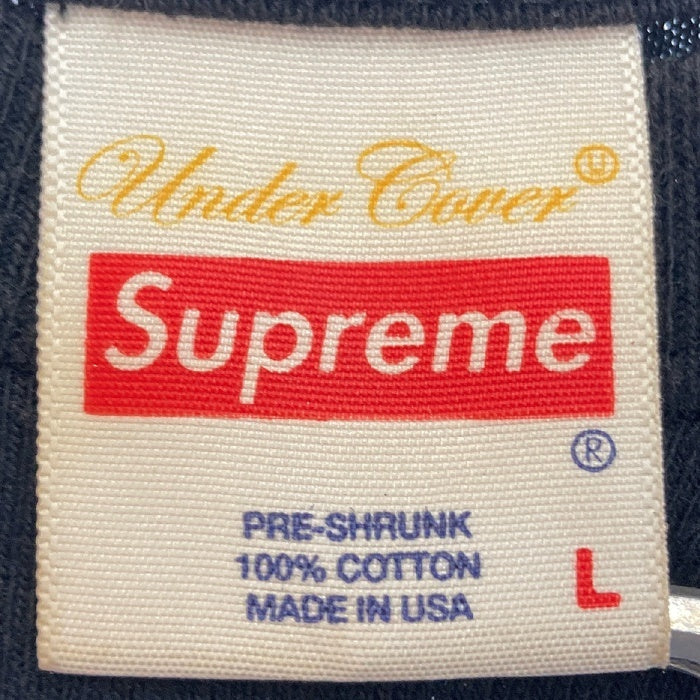 Under Cover Ⓤ
Supreme
®
PRE-SHRUNK
100% COTTON
MADE IN USA
L